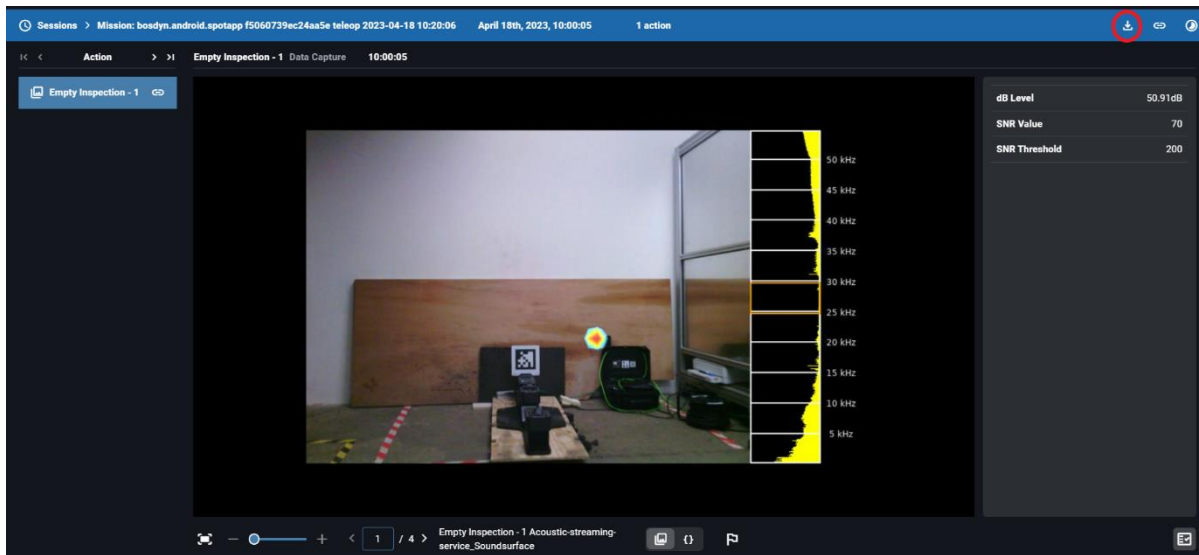 Sessions > Mission: bosdyn.android.spotapp f5060739ec24aa5e teleop 2023-04-18 10:20:06 April 18th, 2023, 10:00:05 1 action
Action Empty Inspection - 1 Data Capture 10:00:05
Empty Inspection - 1
dB Level 50.91dB
SNR Value 70
SNR Threshold 200
50 kHz
45 kHz
40 kHz
35 kHz
30 kHz
25 kHz
20 kHz
15 kHz
10 kHz
5 kHz
1 / 4 Empty Inspection - 1 Acoustic-streaming-
service_Soundsurface